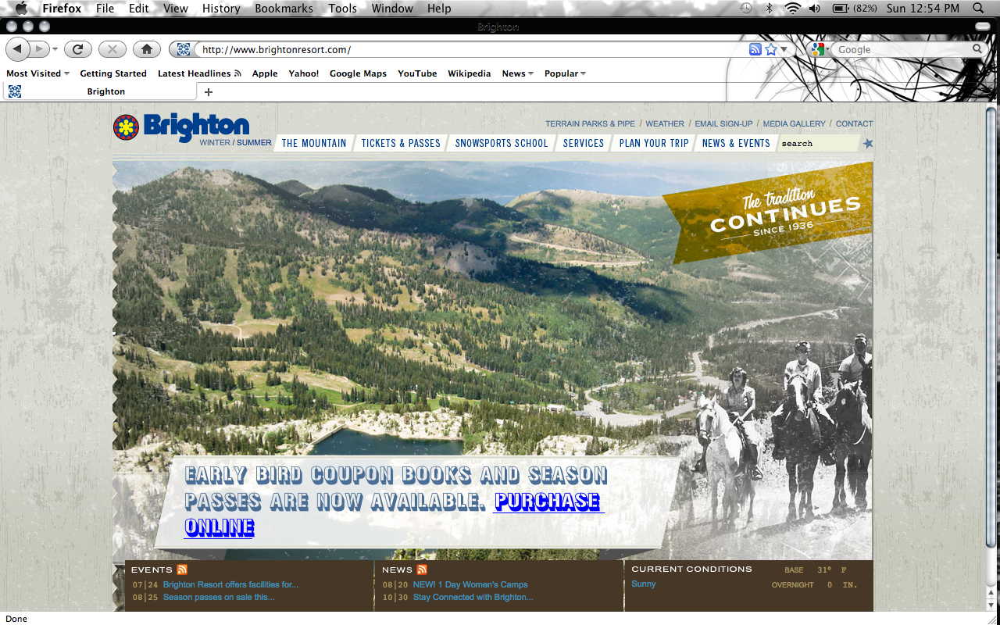 Firefox File Edit View History Bookmarks Tools Window Help (82%) Sun 12:54 PM
Brighton
http://www.brightonresort.com/ Google
Most Visited Getting Started Latest Headlines Apple Yahoo! Google Maps YouTube Wikipedia News Popular
Brighton
Brighton
TERRAIN PARKS & PIPE / WEATHER / EMAIL SIGN-UP / MEDIA GALLERY / CONTACT
WINTER / SUMMER THE MOUNTAIN TICKETS & PASSES SNOWSPORTS SCHOOL SERVICES PLAN YOUR TRIP NEWS & EVENTS search
The tradition
CONTINUES
SINCE 1936
EARLY BIRD COUPON BOOKS AND SEASON
PASSES ARE NOW AVAILABLE. PURCHASE
ONLINE
EVENTS
07|24 Brighton Resort offers facilities for...
08|25 Season passes on sale this...
NEWS
08|20 NEW! 1 Day Women's Camps
10|30 Stay Connected with Brighton...
CURRENT CONDITIONS BASE 31° F
Sunny OVERNIGHT 0 IN.
Done